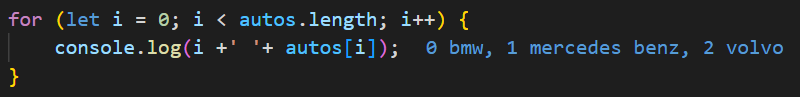 for (let i = 0; i < autos.length; i++) {
    console.log(i +' '+ autos[i]);  0 bmw, 1 mercedes benz, 2 volvo
}